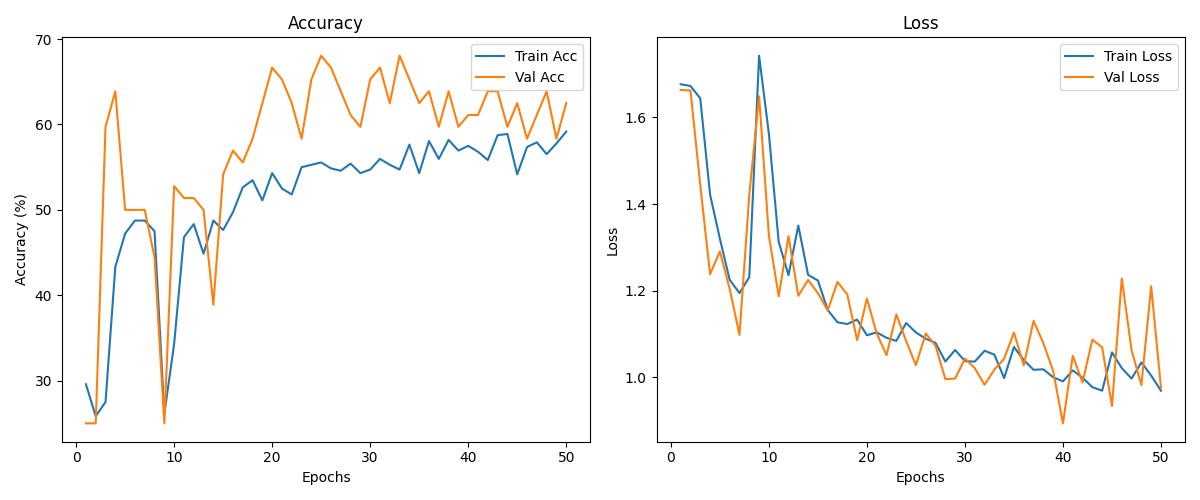 Accuracy
70
60
50
40
30
Accuracy (%)
0 10 20 30 40 50
Epochs
Train Acc
Val Acc
Loss
1.6
1.4
1.2
1.0
Loss
0 10 20 30 40 50
Epochs
Train Loss
Val Loss